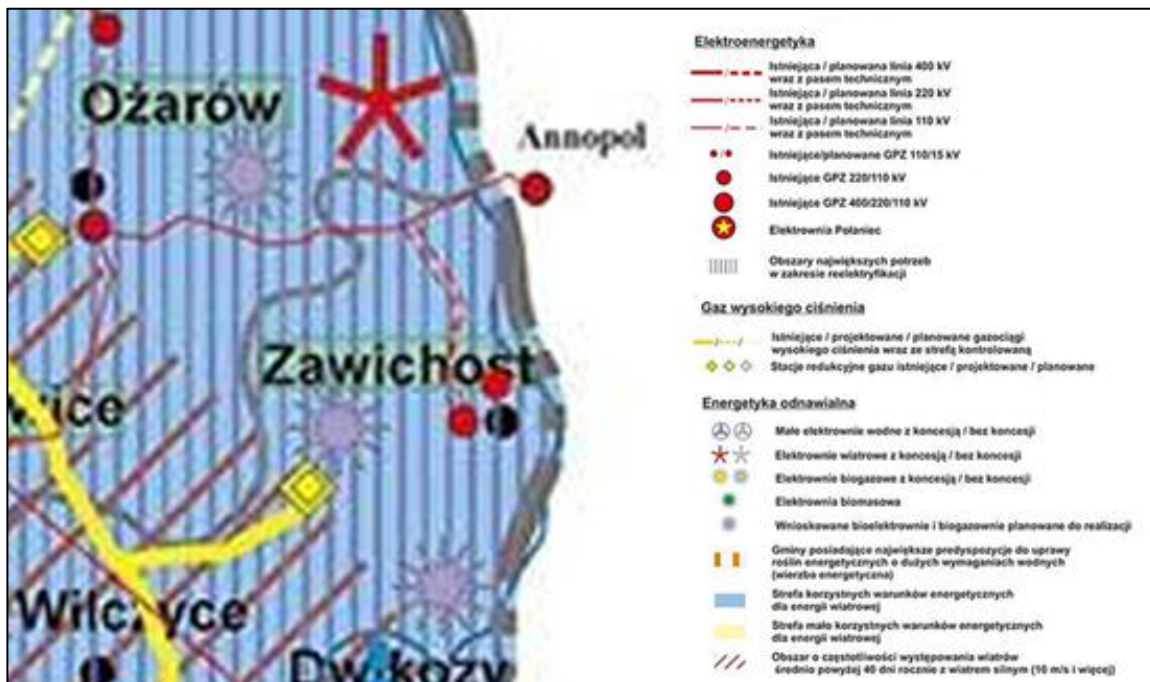 Ożarów
Annopol
Zawichost
Wilczyce
Elektroenergetyka
Istniejąca / planowana linia 400 kV
wraz z pasem technicznym
Istniejąca / planowana linia 220 kV
wraz z pasem technicznym
Istniejąca / planowana linia 110 kV
wraz z pasem technicznym
Istniejące/planowane GPZ 110/15 kV
Istniejące GPZ 220/110 kV
Istniejące GPZ 400/220/110 kV
Elektrownia Połaniec
Obszary największych potrzeb
w zakresie reelektryfikacji
Gaz wysokiego ciśnienia
Istniejące / projektowane / planowane gazociągi
wysokiego ciśnienia wraz ze strefą kontrolowaną
Stacje redukcyjne gazu istniejące / projektowane / planowane
Energetyka odnawialna
Małe elektrownie wodne z koncesją / bez koncesji
Elektrownie wiatrowe z koncesją / bez koncesji
Elektrownie biogazowe z koncesją / bez koncesji
Elektrownia biomasowa
Wnioskowane bioelektrownie i biogazownie planowane do realizacji
Gminy posiadające największe predyspozycje do uprawy
roślin energetycznych o dużych wymaganiach wodnych
(wierzba energetyczna)
Strefa korzystnych warunków energetycznych
dla energii wiatrowej
Strefa mało korzystnych warunków energetycznych
dla energii wiatrowej
Obszar o częstotliwości występowania wiatrów
średnio powyżej 40 dni rocznie z wiatrem silnym (10 m/s i więcej)